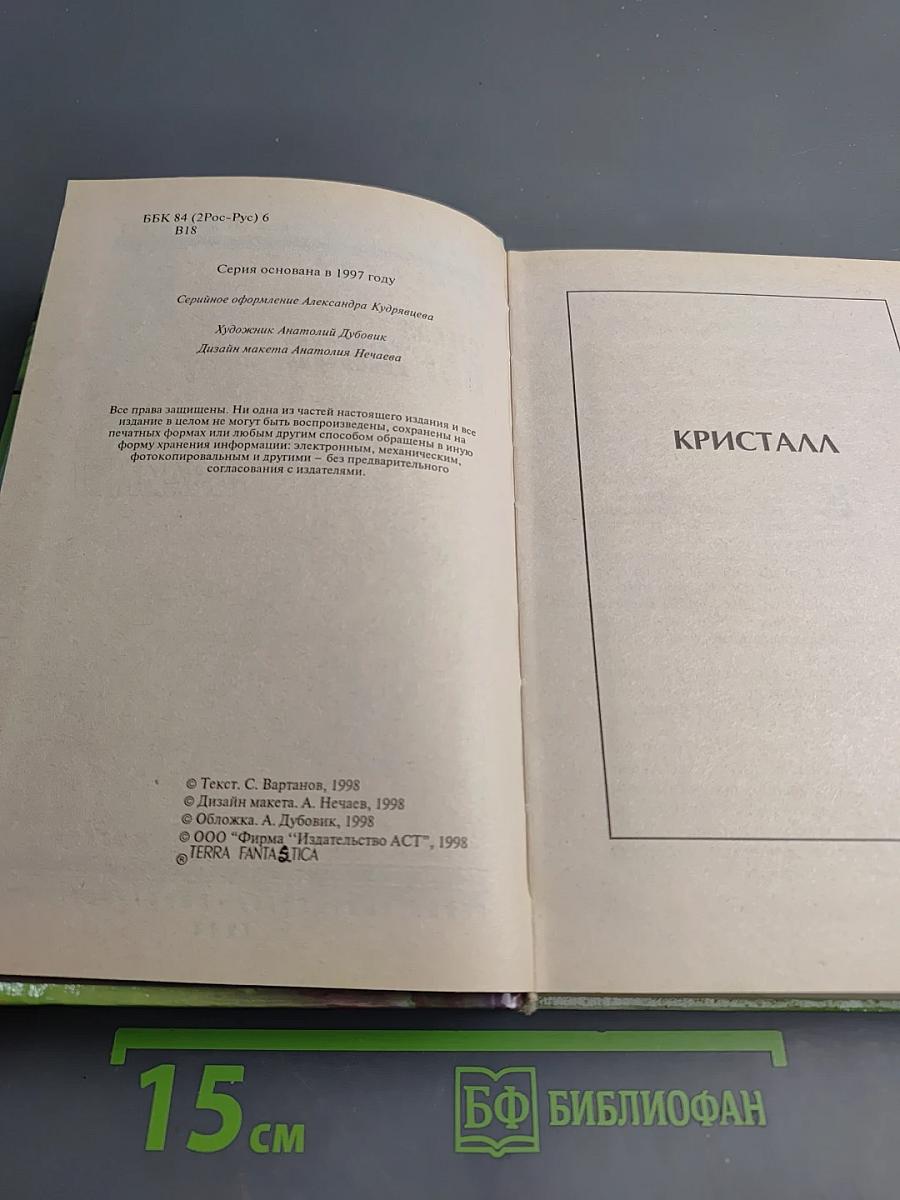 ББК 84 (2Рос-Рус) 6
В18
Серия основана в 1997 году
Серийное оформление Александра Кудрявцева
Художник Анатолий Дубовик
Дизайн макета Анатолия Нечаева
Все права защищены. Ни одна из частей настоящего издания и все
издание в целом не могут быть воспроизведены, сохранены на
печатных формах или любым другим способом обращены в иную
форму хранения информации: электронным, механическим,
фотокопировальным и другими – без предварительного
согласования с издателями.
© Текст. С. Вартанов, 1998
© Дизайн макета. А. Нечаев, 1998
© Обложка. А. Дубовик, 1998
© ООО "Фирма "Издательство АСТ", 1998
® TERRA FANTASTICA
КРИСТАЛЛ
15 см
БФ БИБЛИОФАН